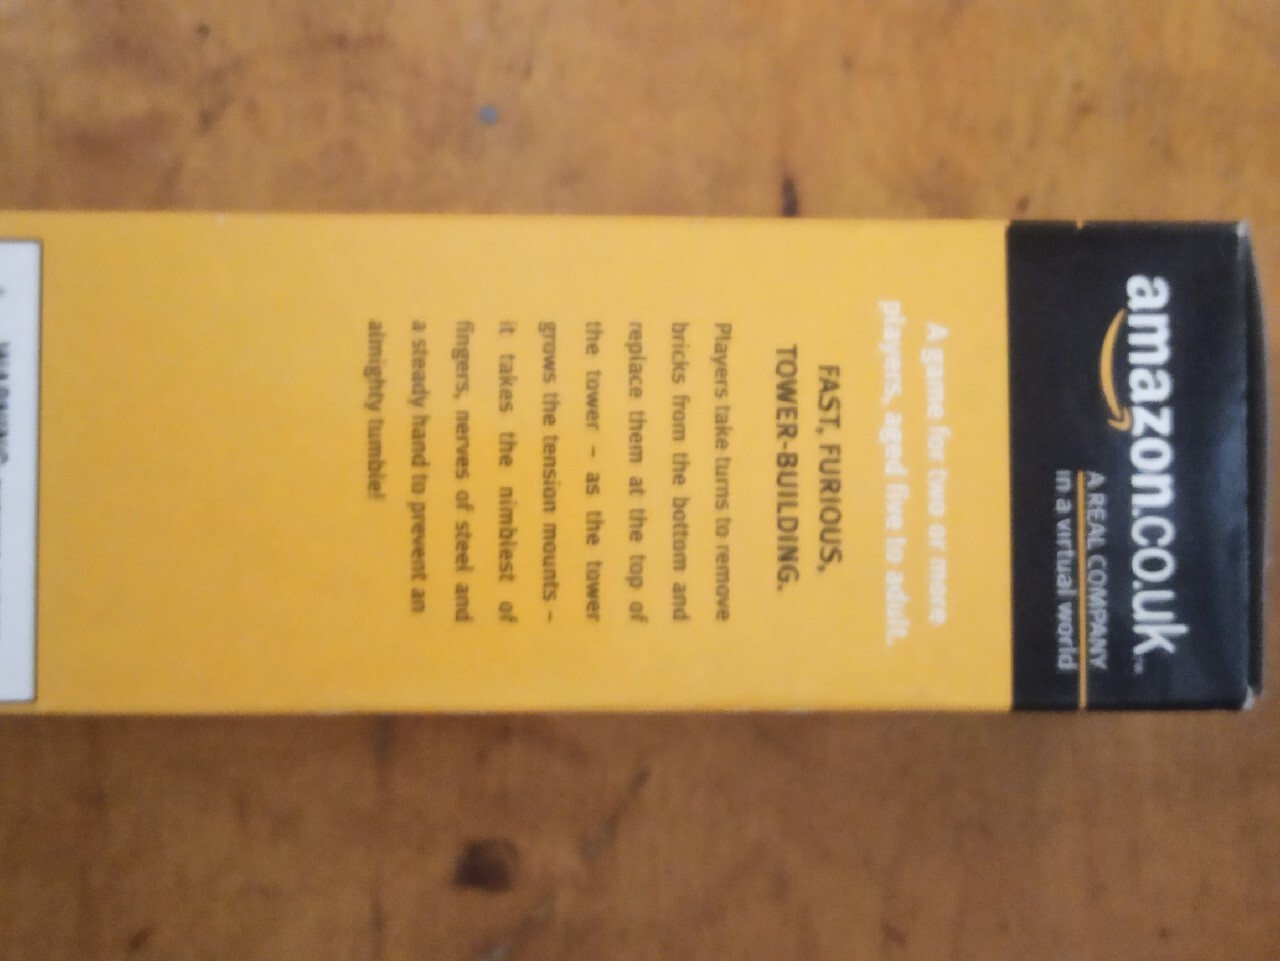 amazon.co.uk™
A REAL COMPANY
in a virtual world
A game for two or more
players, aged five to adult.
FAST, FURIOUS,
TOWER-BUILDING.
Players take turns to remove
bricks from the bottom and
replace them at the top of
the tower – as the tower
grows the tension mounts –
it takes the nimblest of
fingers, nerves of steel and
a steady hand to prevent an
almighty tumble!